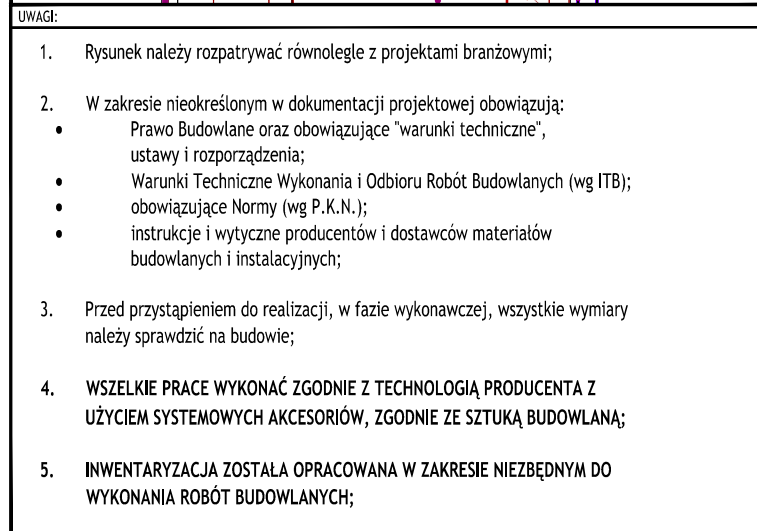 UWAGI:
1. Rysunek należy rozpatrywać równolegle z projektami branżowymi;
2. W zakresie nieokreślonym w dokumentacji projektowej obowiązują:
• Prawo Budowlane oraz obowiązujące "warunki techniczne",
ustawy i rozporządzenia;
• Warunki Techniczne Wykonania i Odbioru Robót Budowlanych (wg ITB);
• obowiązujące Normy (wg P.K.N.);
• instrukcje i wytyczne producentów i dostawców materiałów
budowlanych i instalacyjnych;
3. Przed przystąpieniem do realizacji, w fazie wykonawczej, wszystkie wymiary
należy sprawdzić na budowie;
4. WSZELKIE PRACE WYKONAĆ ZGODNIE Z TECHNOLOGIĄ PRODUCENTA Z
UŻYCIEM SYSTEMOWYCH AKCESORIÓW, ZGODNIE ZE SZTUKĄ BUDOWLANĄ;
5. INWENTARYZACJA ZOSTAŁA OPRACOWANA W ZAKRESIE NIEZBĘDNYM DO
WYKONANIA ROBÓT BUDOWLANYCH;